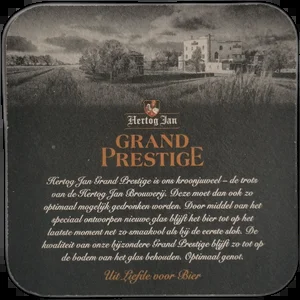 Hertog Jan
GRAND
PRESTIGE
Hertog Jan Grand Prestige is ons kroonjuweel – de trots
van de Hertog Jan Brouwerij. Deze moet dan ook zo
optimaal mogelijk gedronken worden. Door middel van het
speciaal ontworpen nieuwe glas blijft het bier tot op het
laatste moment net zo smaakvol als bij de eerste slok. De
kwaliteit van onze bijzondere Grand Prestige blijft zo tot op
de bodem van het glas behouden. Optimaal genot.
Uit Liefde voor Bier